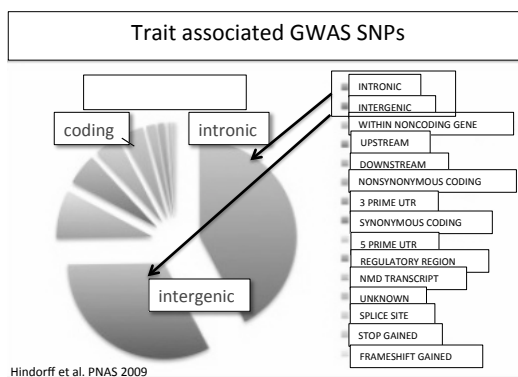 Trait associated GWAS SNPs
coding
intronic
intergenic
INTRONIC
INTERGENIC
WITHIN NONCODING GENE
UPSTREAM
DOWNSTREAM
NONSYNONYMOUS CODING
3 PRIME UTR
SYNONYMOUS CODING
5 PRIME UTR
REGULATORY REGION
NMD TRANSCRIPT
UNKNOWN
SPLICE SITE
STOP GAINED
FRAMESHIFT GAINED
Hindorff et al. PNAS 2009